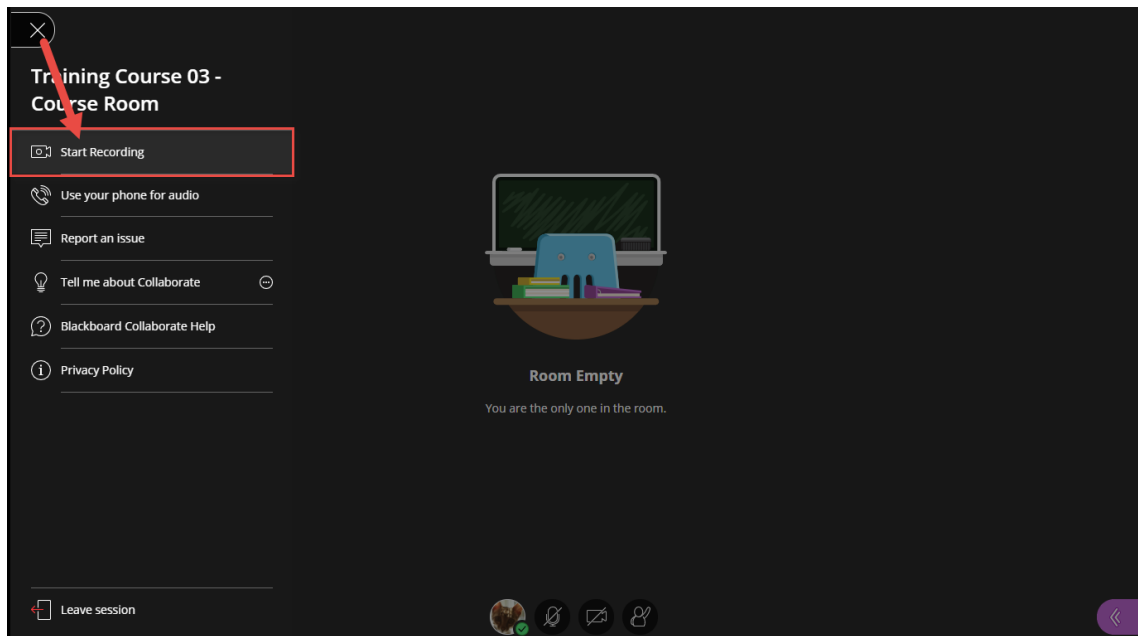 Training Course 03 -
Course Room
Start Recording
Use your phone for audio
Report an issue
Tell me about Collaborate
Blackboard Collaborate Help
Privacy Policy
Leave session
Room Empty
You are the only one in the room.